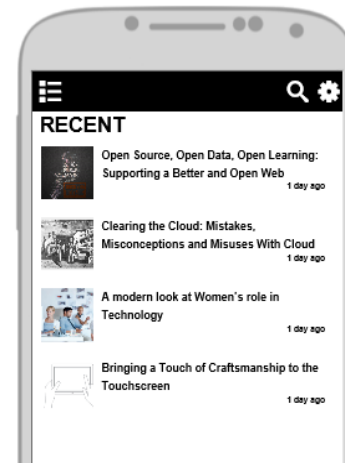 RECENT
Open Source, Open Data, Open Learning:
Supporting a Better and Open Web
1 day ago
Clearing the Cloud: Mistakes,
Misconceptions and Misuses With Cloud
1 day ago
A modern look at Women's role in
Technology
1 day ago
Bringing a Touch of Craftsmanship to the
Touchscreen
1 day ago